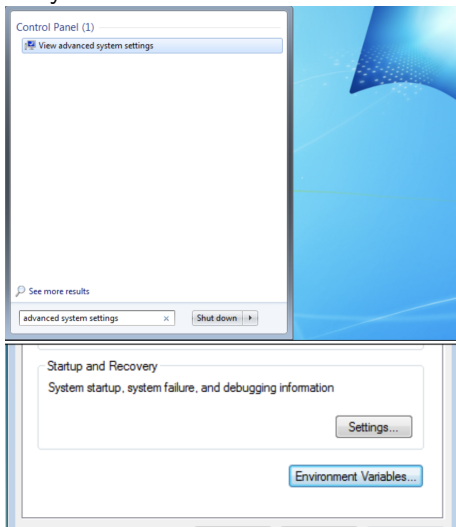 Control Panel (1)
View advanced system settings
See more results
advanced system settings
Shut down
Startup and Recovery
System startup, system failure, and debugging information
Settings...
Environment Variables...